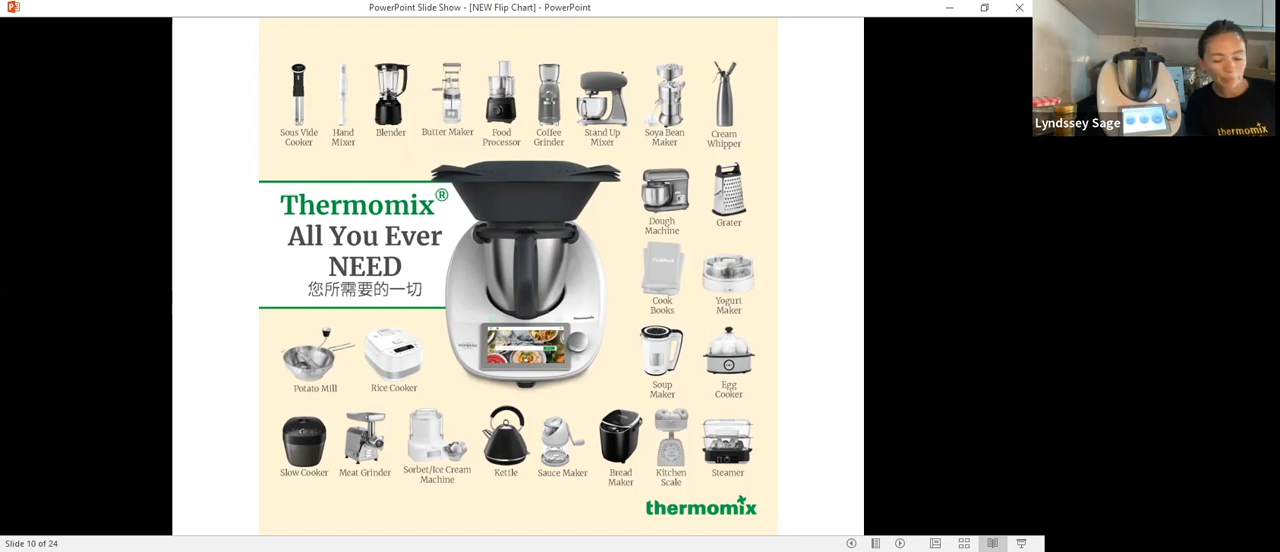 PowerPoint Slide Show - [NEW Flip Chart] - PowerPoint
Lyndssey Sage
thermomix
Sous Vide
Cooker
Hand
Mixer
Blender
Butter Maker
Food
Processor
Coffee
Grinder
Stand Up
Mixer
Soya Bean
Maker
Cream
Whipper
Thermomix®
All You Ever
NEED
您所需要的一切
Dough
Machine
Grater
Cook
Books
Yogurt
Maker
Potato Mill
Rice Cooker
Soup
Maker
Egg
Cooker
Slow Cooker
Meat Grinder
Sorbet/Ice Cream
Machine
Kettle
Sauce Maker
Bread
Maker
Kitchen
Scale
Steamer
thermomix
Slide 10 of 24